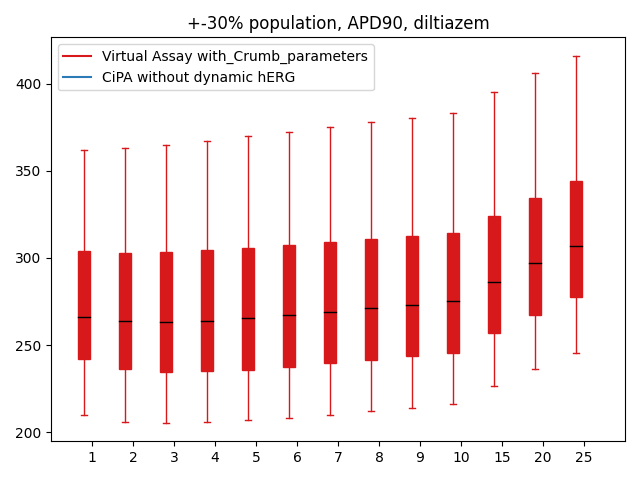 +-30% population, APD90, diltiazem
Virtual Assay with_Crumb_parameters
CiPA without dynamic hERG
400
350
300
250
200
1 2 3 4 5 6 7 8 9 10 15 20 25